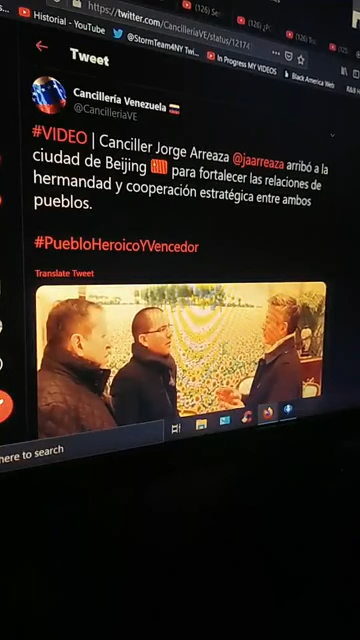 https://twitter.com/CancilleriaVE/status/12174
Historial - YouTube
@StormTeam4NY Twi
In Progress MY VIDEOS
Black America Web
Tweet
Cancillería Venezuela
@CancilleriaVE
#VIDEO | Canciller Jorge Arreaza @jaarreaza arribó a la
ciudad de Beijing para fortalecer las relaciones de
hermandad y cooperación estratégica entre ambos
pueblos.
#PuebloHeroicoYVencedor
Translate Tweet
here to search